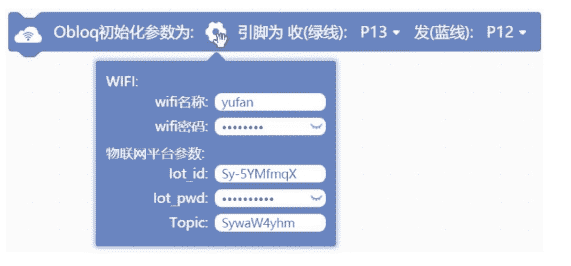 Obloq初始化参数为: 引脚为 收(绿线): P13 发(蓝线): P12
WIFI:
wifi名称: yufan
wifi密码: ••••••••
物联网平台参数:
Iot_id: Sy-5YMfmqX
Iot_pwd: ••••••••••
Topic: SywaW4yhm